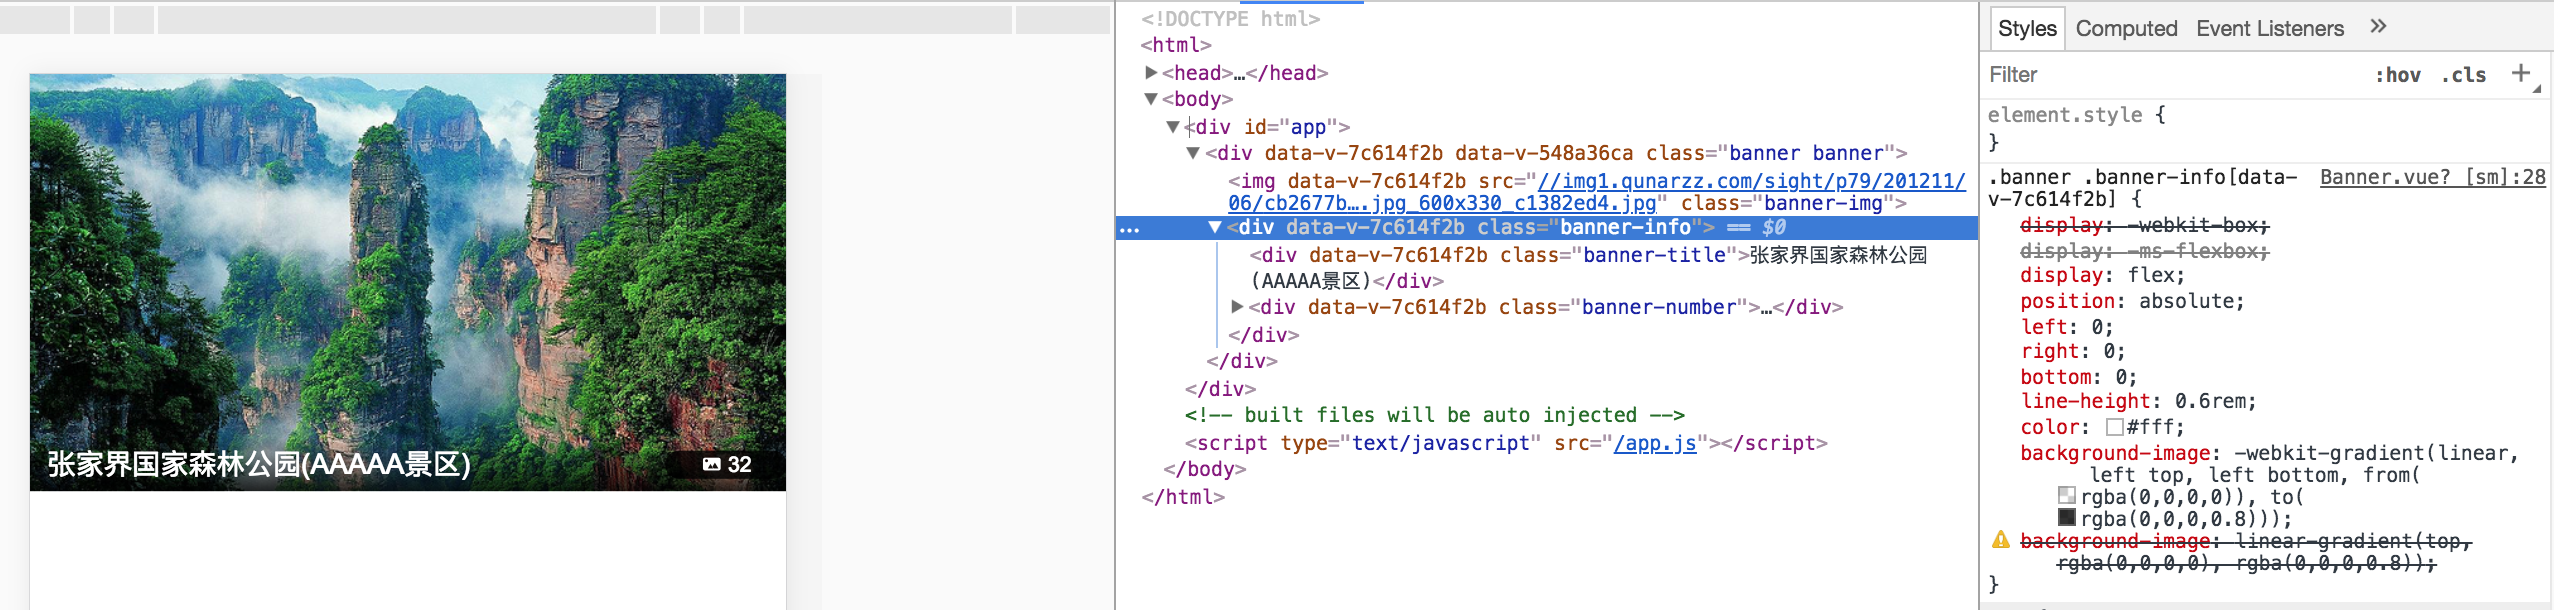 张家界国家森林公园(AAAAA景区)
32
<!DOCTYPE html>
<html>
▶<head>…</head>
▼<body>
▼<div id="app">
▼<div data-v-7c614f2b data-v-548a36ca class="banner banner">
<img data-v-7c614f2b src="//img1.qunarzz.com/sight/p79/201211/
06/cb2677b….jpg_600x330_c1382ed4.jpg" class="banner-img">
… ▼<div data-v-7c614f2b class="banner-info"> == $0
<div data-v-7c614f2b class="banner-title">张家界国家森林公园
(AAAAA景区)</div>
▶<div data-v-7c614f2b class="banner-number">…</div>
</div>
</div>
</div>
<!-- built files will be auto injected -->
<script type="text/javascript" src="/app.js"></script>
</body>
</html>
Styles Computed Event Listeners »
Filter :hov .cls +
element.style {
}
.banner .banner-info[data- Banner.vue? [sm]:28
v-7c614f2b] {
display: -webkit-box;
display: -ms-flexbox;
display: flex;
position: absolute;
left: 0;
right: 0;
bottom: 0;
line-height: 0.6rem;
color: #fff;
background-image: -webkit-gradient(linear,
left top, left bottom, from(
rgba(0,0,0,0)), to(
rgba(0,0,0,0.8)));
background-image: linear-gradient(top,
rgba(0,0,0,0), rgba(0,0,0,0.8));
}